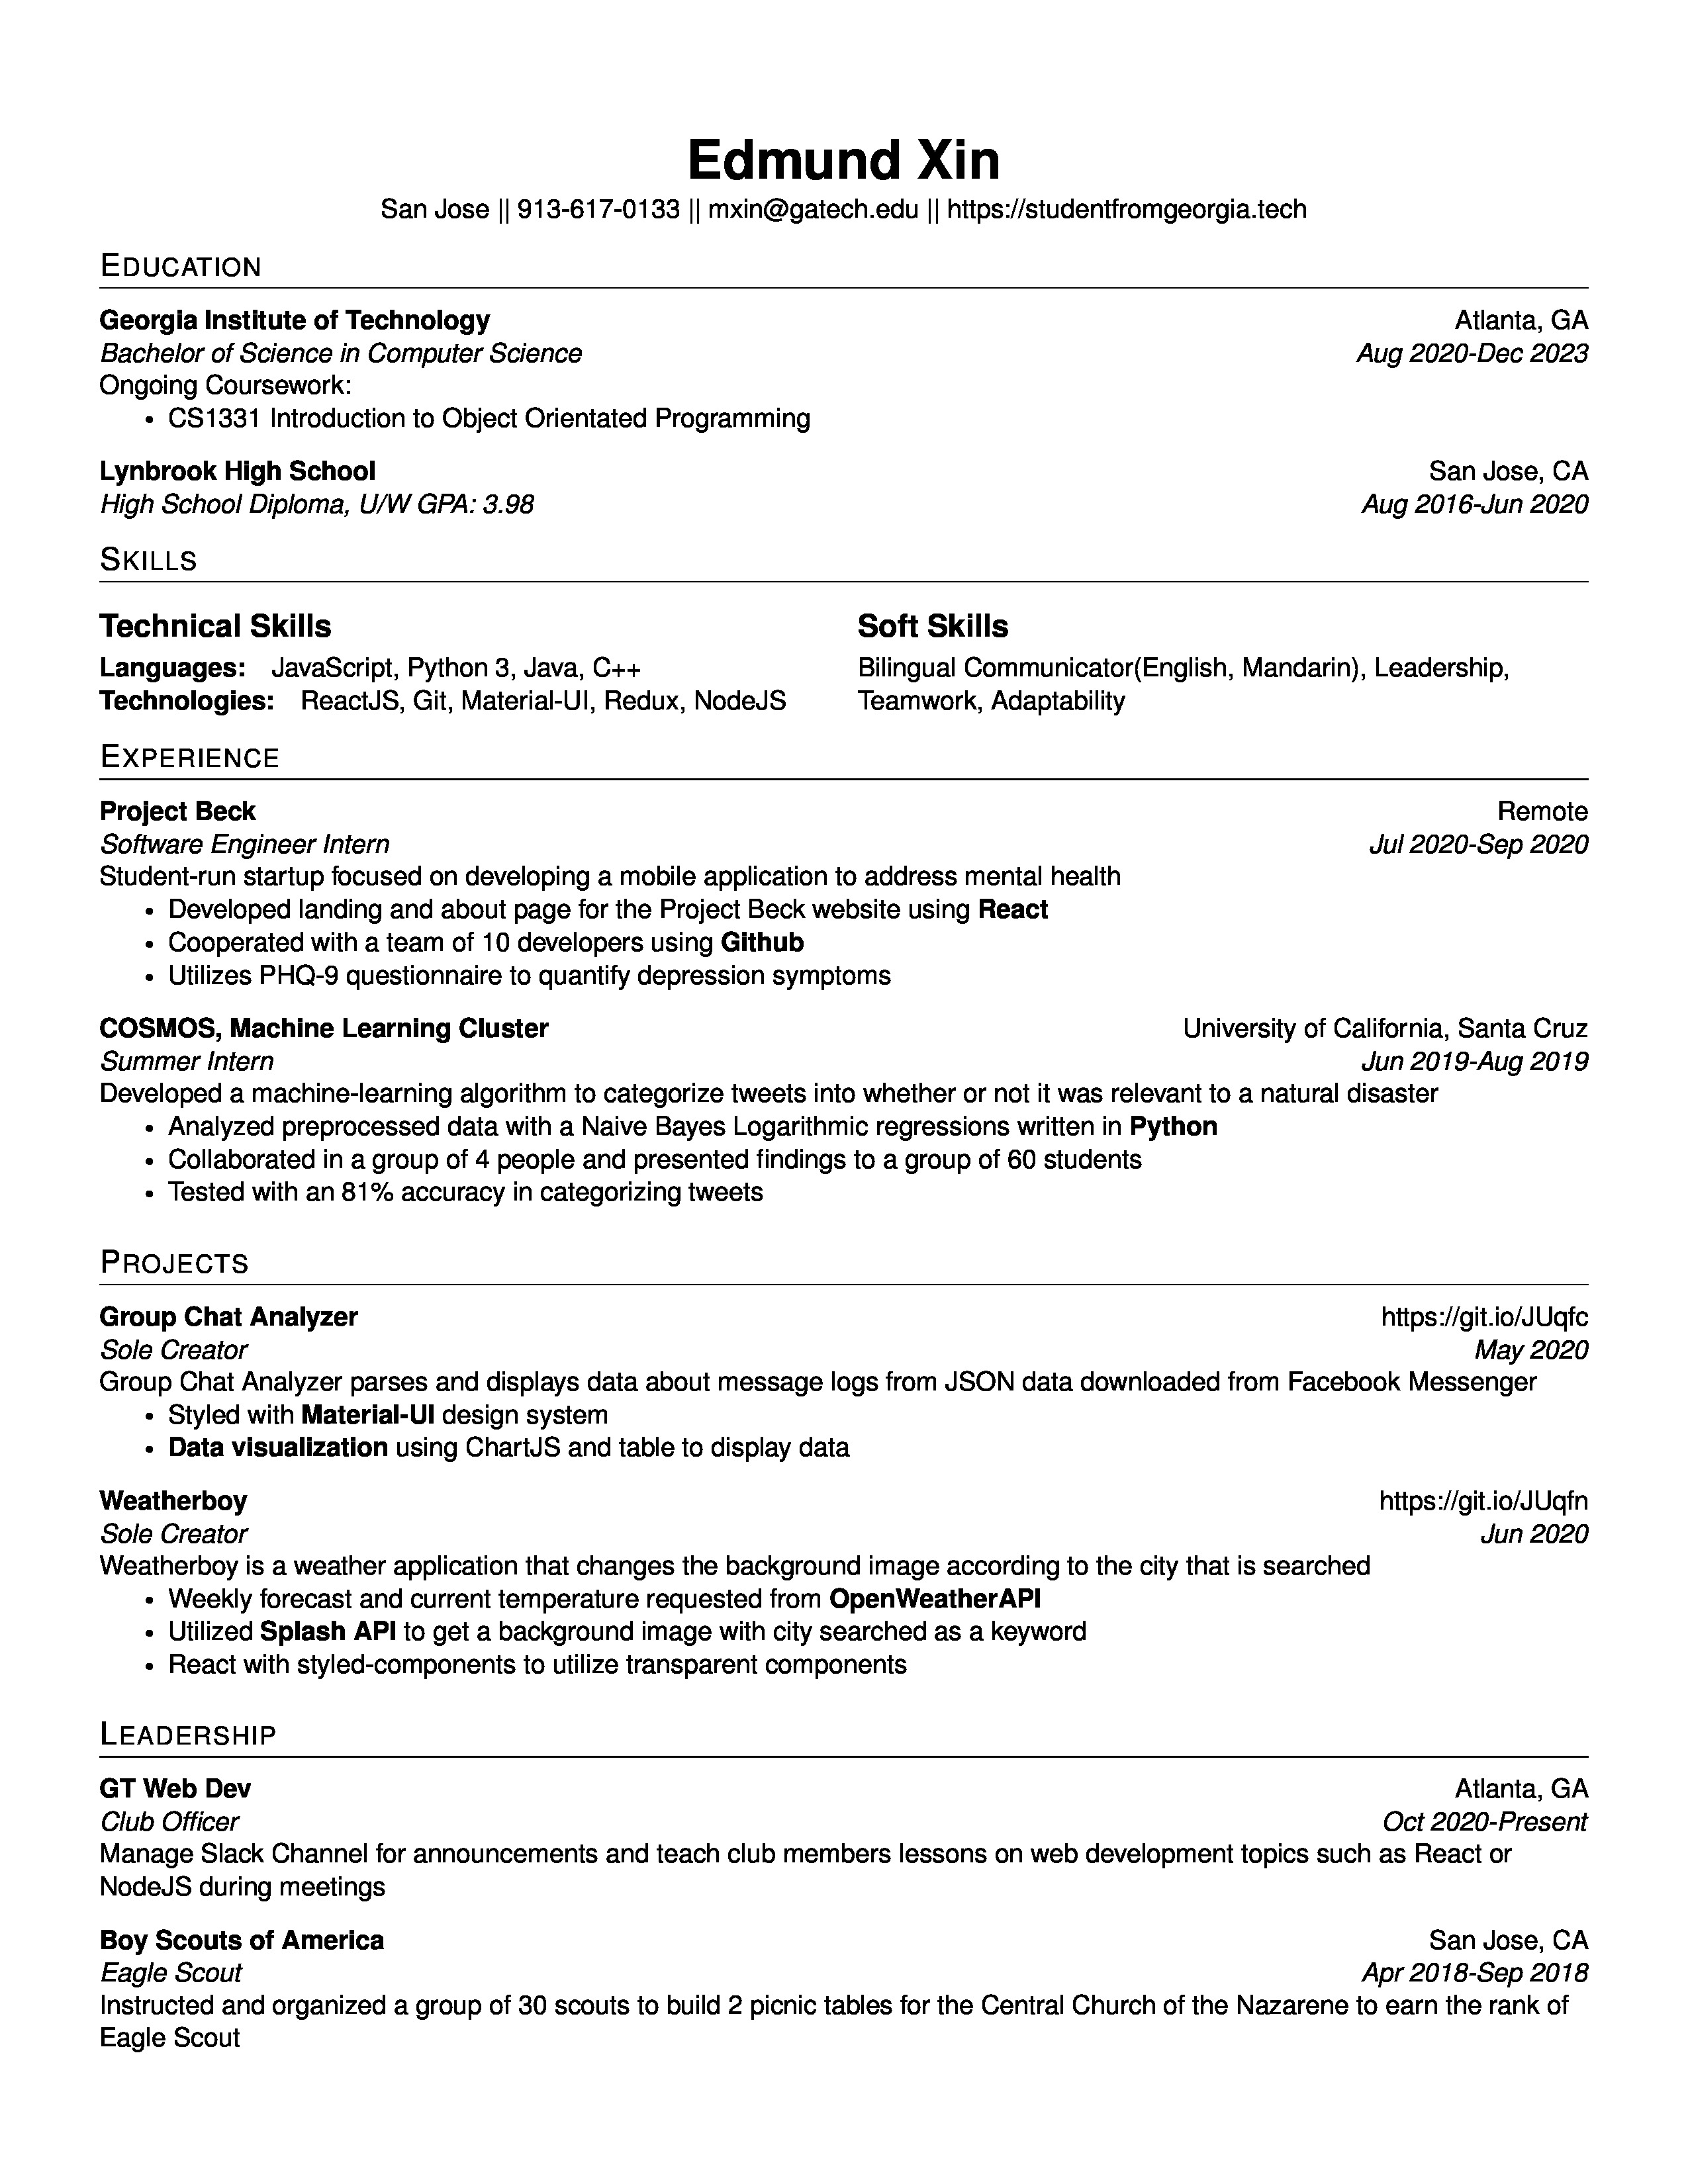 Edmund Xin
San Jose || 913-617-0133 || mxin@gatech.edu || https://studentfromgeorgia.tech
EDUCATION
Georgia Institute of Technology Atlanta, GA
Bachelor of Science in Computer Science Aug 2020-Dec 2023
Ongoing Coursework:
• CS1331 Introduction to Object Orientated Programming
Lynbrook High School San Jose, CA
High School Diploma, U/W GPA: 3.98 Aug 2016-Jun 2020
SKILLS
Technical Skills
Languages: JavaScript, Python 3, Java, C++
Technologies: ReactJS, Git, Material-UI, Redux, NodeJS
Soft Skills
Bilingual Communicator(English, Mandarin), Leadership,
Teamwork, Adaptability
EXPERIENCE
Project Beck Remote
Software Engineer Intern Jul 2020-Sep 2020
Student-run startup focused on developing a mobile application to address mental health
• Developed landing and about page for the Project Beck website using React
• Cooperated with a team of 10 developers using Github
• Utilizes PHQ-9 questionnaire to quantify depression symptoms
COSMOS, Machine Learning Cluster University of California, Santa Cruz
Summer Intern Jun 2019-Aug 2019
Developed a machine-learning algorithm to categorize tweets into whether or not it was relevant to a natural disaster
• Analyzed preprocessed data with a Naive Bayes Logarithmic regressions written in Python
• Collaborated in a group of 4 people and presented findings to a group of 60 students
• Tested with an 81% accuracy in categorizing tweets
PROJECTS
Group Chat Analyzer https://git.io/JUqfc
Sole Creator May 2020
Group Chat Analyzer parses and displays data about message logs from JSON data downloaded from Facebook Messenger
• Styled with Material-UI design system
• Data visualization using ChartJS and table to display data
Weatherboy https://git.io/JUqfn
Sole Creator Jun 2020
Weatherboy is a weather application that changes the background image according to the city that is searched
• Weekly forecast and current temperature requested from OpenWeatherAPI
• Utilized Splash API to get a background image with city searched as a keyword
• React with styled-components to utilize transparent components
LEADERSHIP
GT Web Dev Atlanta, GA
Club Officer Oct 2020-Present
Manage Slack Channel for announcements and teach club members lessons on web development topics such as React or
NodeJS during meetings
Boy Scouts of America San Jose, CA
Eagle Scout Apr 2018-Sep 2018
Instructed and organized a group of 30 scouts to build 2 picnic tables for the Central Church of the Nazarene to earn the rank of
Eagle Scout